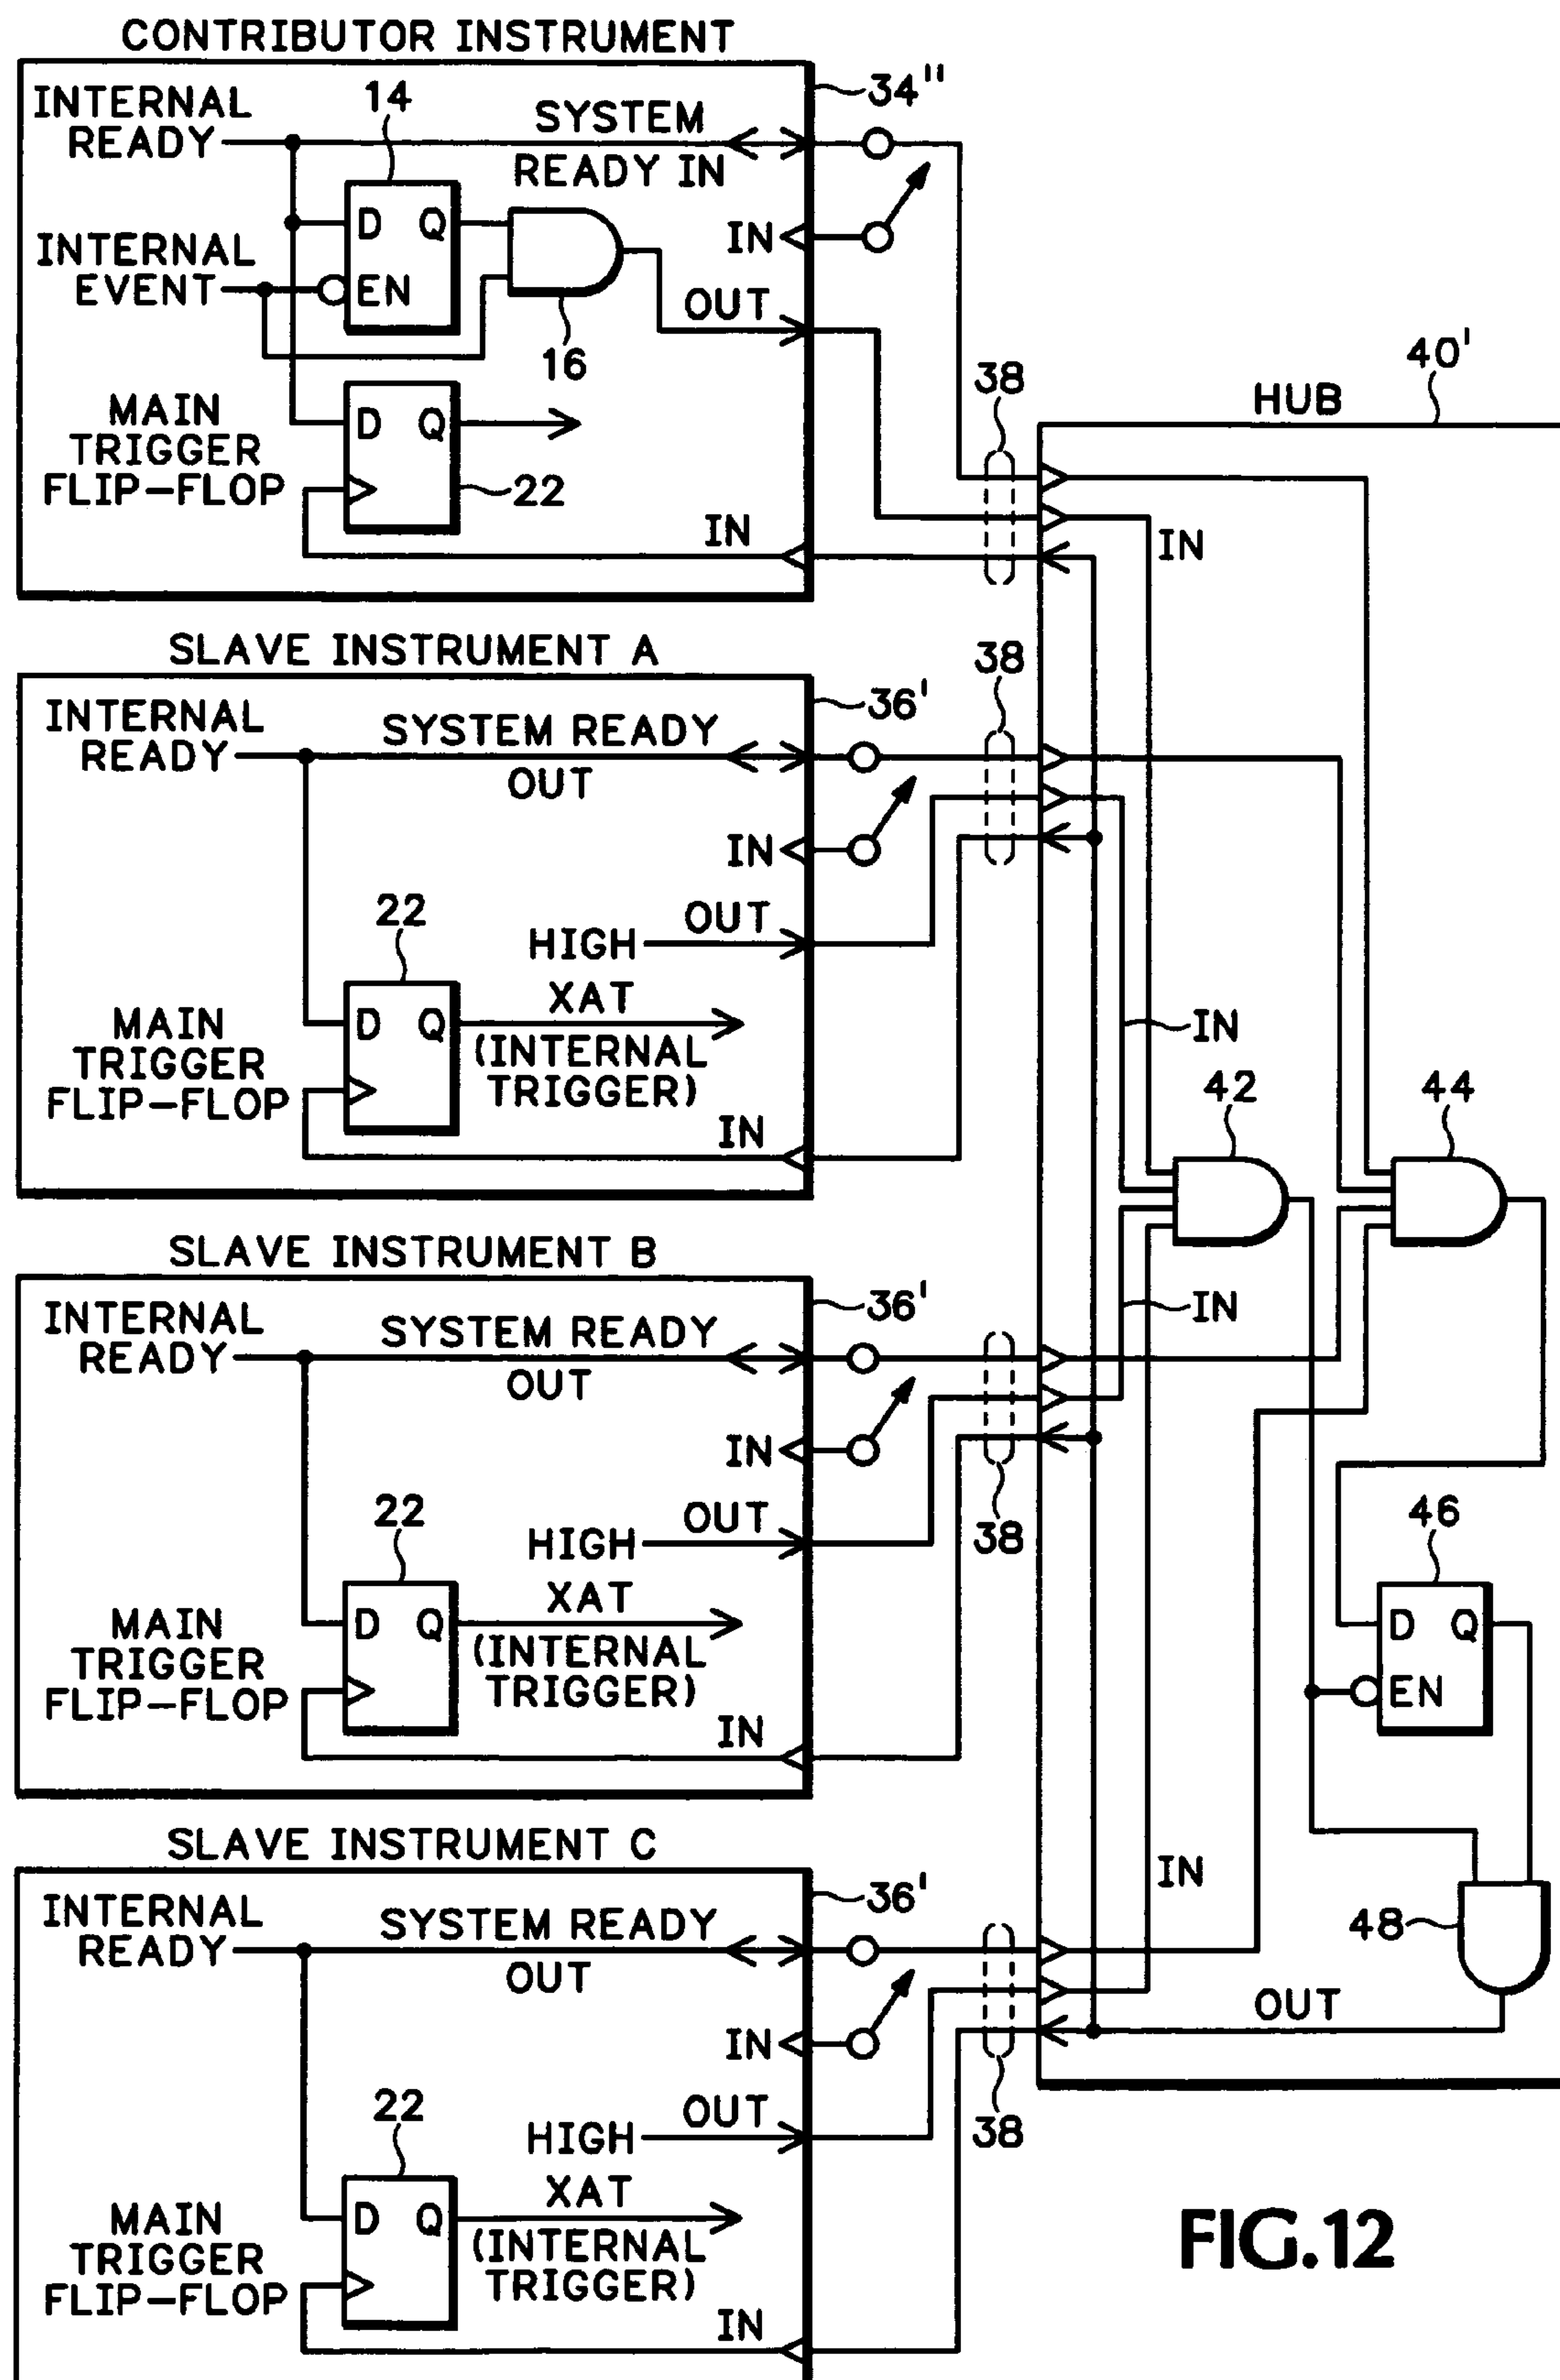 CONTRIBUTOR INSTRUMENT
34"
INTERNAL
READY
14
SYSTEM
READY IN
D Q
EN
IN
INTERNAL
EVENT
OUT
16
MAIN
TRIGGER
FLIP-FLOP
D Q
22
IN
38
HUB
40'
IN
SLAVE INSTRUMENT A
36'
38
INTERNAL
READY
SYSTEM READY
OUT
IN
22
OUT
HIGH
XAT
(INTERNAL
TRIGGER)
D Q
MAIN
TRIGGER
FLIP-FLOP
IN
IN
42
44
SLAVE INSTRUMENT B
36'
IN
INTERNAL
READY
SYSTEM READY
OUT
IN
22
OUT
HIGH
38
XAT
(INTERNAL
TRIGGER)
D Q
MAIN
TRIGGER
FLIP-FLOP
IN
46
D Q
EN
SLAVE INSTRUMENT C
36'
IN
48
INTERNAL
READY
SYSTEM READY
OUT
IN
OUT
22
OUT
HIGH
38
XAT
(INTERNAL
TRIGGER)
D Q
MAIN
TRIGGER
FLIP-FLOP
IN
FIG.12